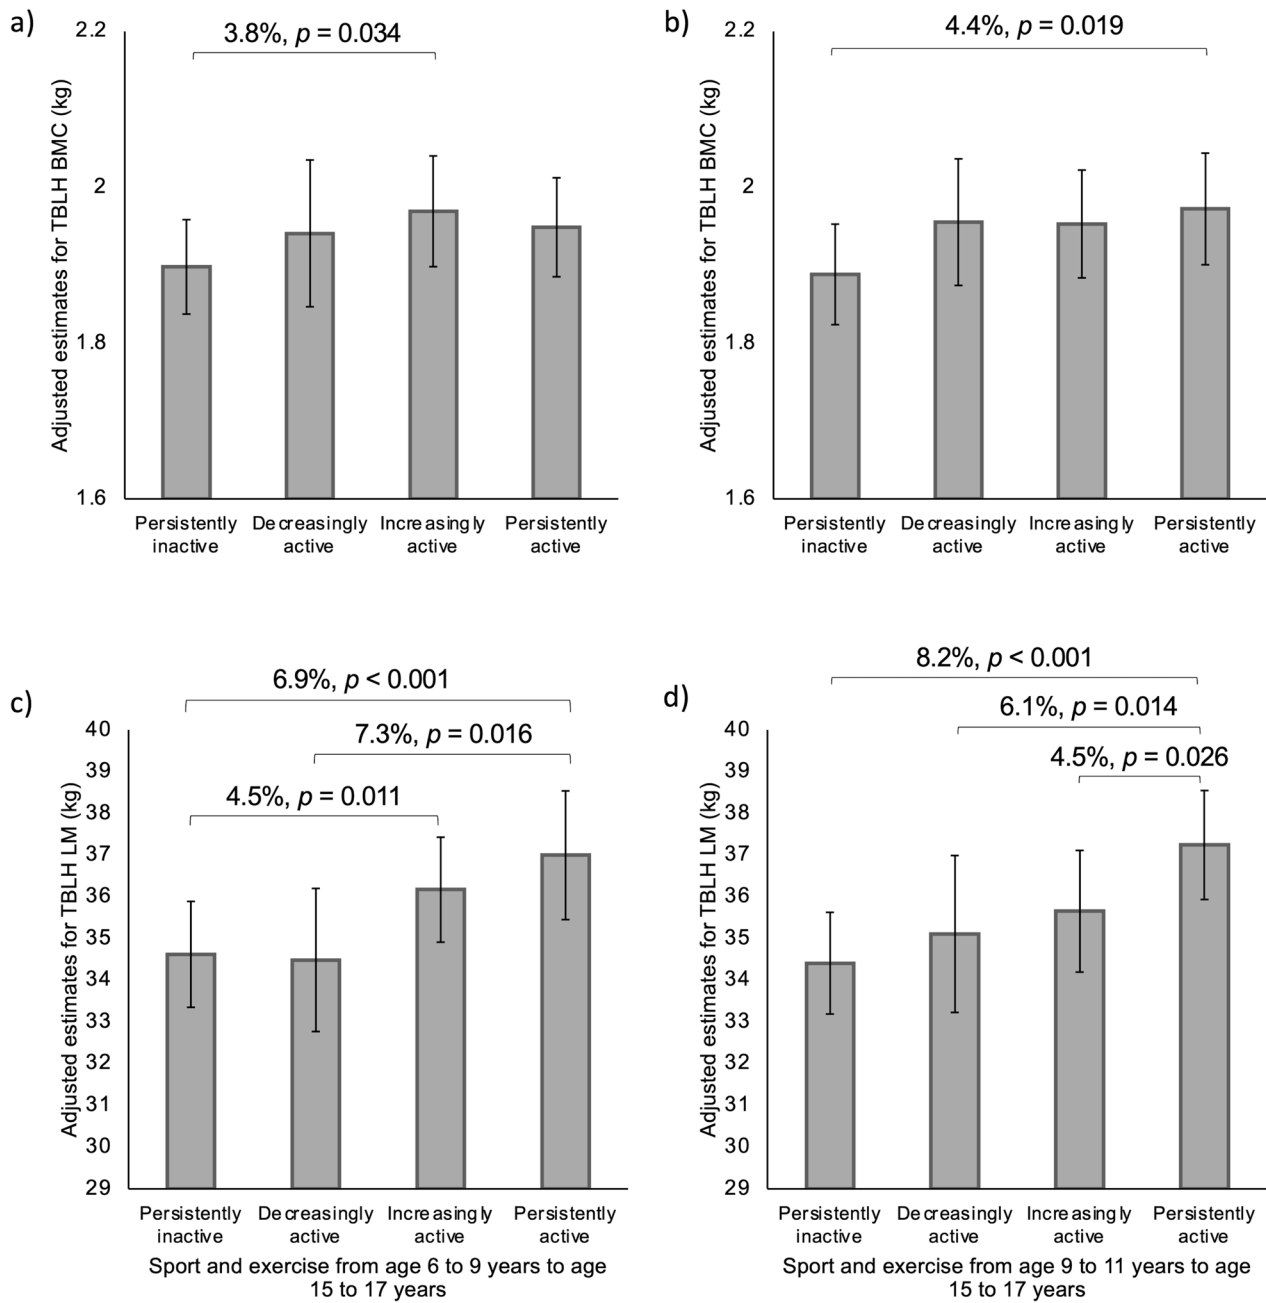 a)
3.8%, p = 0.034
Adjusted estimates for TBLH BMC (kg)
2.2
2
1.8
1.6
Persistently inactive
Decreasingly active
Increasingly active
Persistently active
b)
4.4%, p = 0.019
Adjusted estimates for TBLH BMC (kg)
2.2
2
1.8
1.6
Persistently inactive
Decreasingly active
Increasingly active
Persistently active
c)
6.9%, p < 0.001
7.3%, p = 0.016
4.5%, p = 0.011
Adjusted estimates for TBLH LM (kg)
40
39
38
37
36
35
34
33
32
31
30
29
Persistently inactive
Decreasingly active
Increasingly active
Persistently active
Sport and exercise from age 6 to 9 years to age
15 to 17 years
d)
8.2%, p < 0.001
6.1%, p = 0.014
4.5%, p = 0.026
Adjusted estimates for TBLH LM (kg)
40
39
38
37
36
35
34
33
32
31
30
29
Persistently inactive
Decreasingly active
Increasingly active
Persistently active
Sport and exercise from age 9 to 11 years to age
15 to 17 years